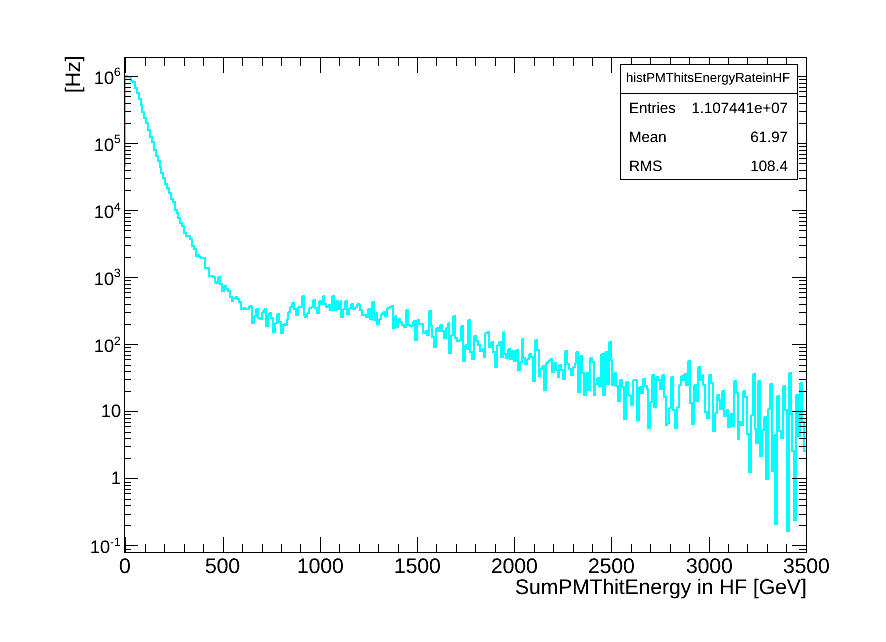 [Hz]
histPMThitsEnergyRateinHF
Entries 1.107441e+07
Mean 61.97
RMS 108.4
10^6
10^5
10^4
10^3
10^2
10
1
10^-1
0 500 1000 1500 2000 2500 3000 3500
SumPMThitEnergy in HF [GeV]